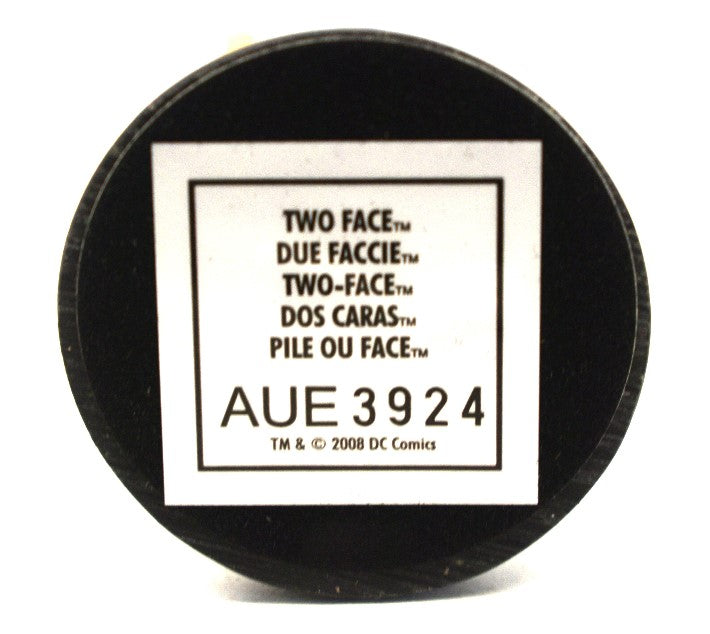 TWO FACE™
DUE FACCIE™
TWO-FACE™
DOS CARAS™
PILE OU FACE™
AUE 3924
TM & © 2008 DC Comics